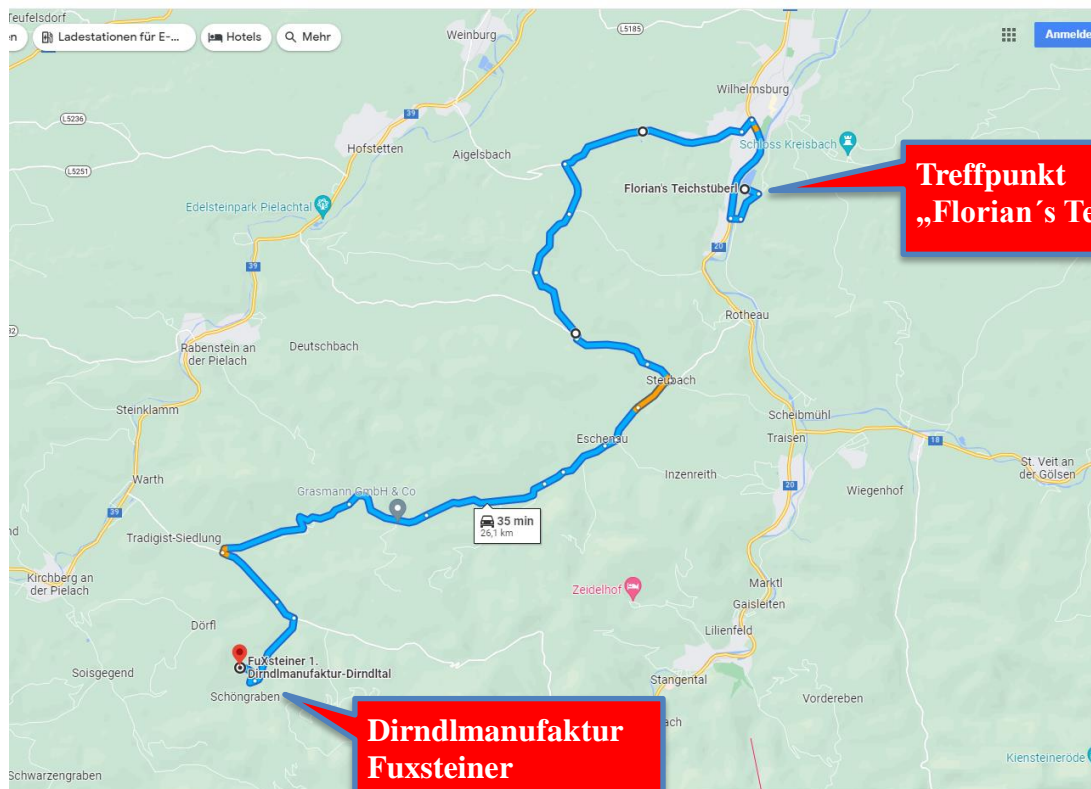 Teufelsdorf
en
Ladestationen für E-...
Hotels
Mehr
Weinburg
L5185
Anmelde
Wilhelmsburg
L5236
39
Hofstetten
Aigelsbach
Schloss Kreisbach
L5251
Florian's Teichstüberl
Treffpunkt
„Florian´s Te
Edelsteinpark Pielachtal
20
39
Rotheau
Rabenstein an
der Pielach
Deutschbach
Steubach
Steinklamm
Scheibmühl
Eschenau
Traisen
18
St. Veit an
der Gölsen
Inzenreith
Warth
Grasmann GmbH & Co
20
Wiegenhof
39
35 min
26,1 km
Tradigist-Siedlung
Kirchberg an
der Pielach
Zeidelhof
Marktl
Gaisleiten
Dörfl
Lilienfeld
FuXsteiner 1.
Dirndlmanufaktur-Dirndltal
Soisgegend
Schöngraben
Stangental
Vordereben
Dirndlmanufaktur
Fuxsteiner
ach
Kiensteineröde
Schwarzengraben